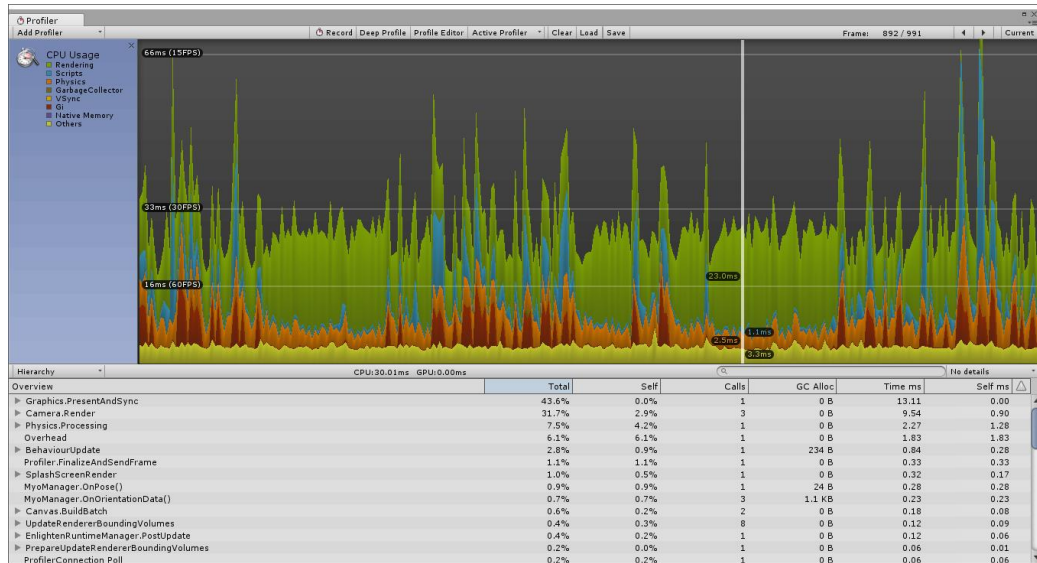 Profiler
Add Profiler Record Deep Profile Profile Editor Active Profiler Clear Load Save Frame: 892 / 991 Current
CPU Usage
Rendering
Scripts
Physics
GarbageCollector
VSync
Gi
Native Memory
Others
66ms (15FPS)
33ms (30FPS)
16ms (60FPS)
23.0ms
1.1ms
2.5ms
3.3ms
Hierarchy CPU:30.01ms GPU:0.00ms No details
Overview Total Self Calls GC Alloc Time ms Self ms
Graphics.PresentAndSync 43.6% 0.0% 1 0 B 13.11 0.00
Camera.Render 31.7% 2.9% 3 0 B 9.54 0.90
Physics.Processing 7.5% 4.2% 1 0 B 2.27 1.28
Overhead 6.1% 6.1% 1 0 B 1.83 1.83
BehaviourUpdate 2.8% 0.9% 1 234 B 0.84 0.28
Profiler.FinalizeAndSendFrame 1.1% 1.1% 1 0 B 0.33 0.33
SplashScreenRender 1.0% 0.5% 1 0 B 0.32 0.17
MyoManager.OnPose() 0.9% 0.9% 1 24 B 0.28 0.28
MyoManager.OnOrientationData() 0.7% 0.7% 3 1.1 KB 0.23 0.23
Canvas.BuildBatch 0.6% 0.2% 2 0 B 0.18 0.08
UpdateRendererBoundingVolumes 0.4% 0.3% 8 0 B 0.12 0.09
EnlightenRuntimeManager.PostUpdate 0.4% 0.2% 1 0 B 0.12 0.06
PrepareUpdateRendererBoundingVolumes 0.2% 0.0% 1 0 B 0.06 0.01
ProfilerConnection Poll 0.2% 0.2% 1 0 B 0.06 0.06